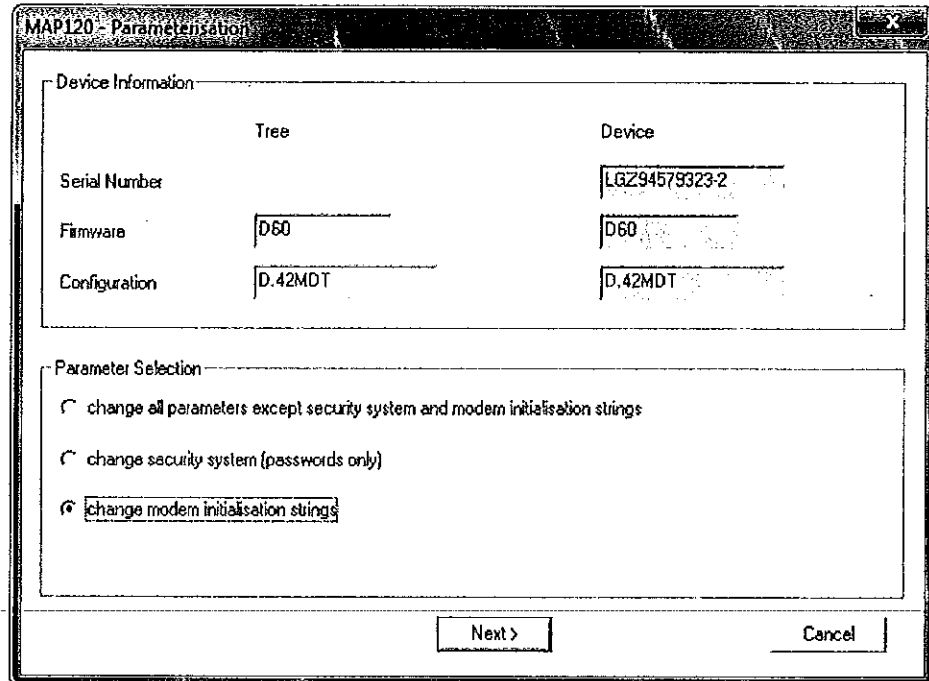 MAP120 - Parameterisation
Device Information
Tree Device
Serial Number LGZ94579323-2
Firmware D60 D60
Configuration D.42MDT D.42MDT
Parameter Selection
change all parameters except security system and modem initialisation strings
change security system (passwords only)
change modem initialisation strings
Next > Cancel